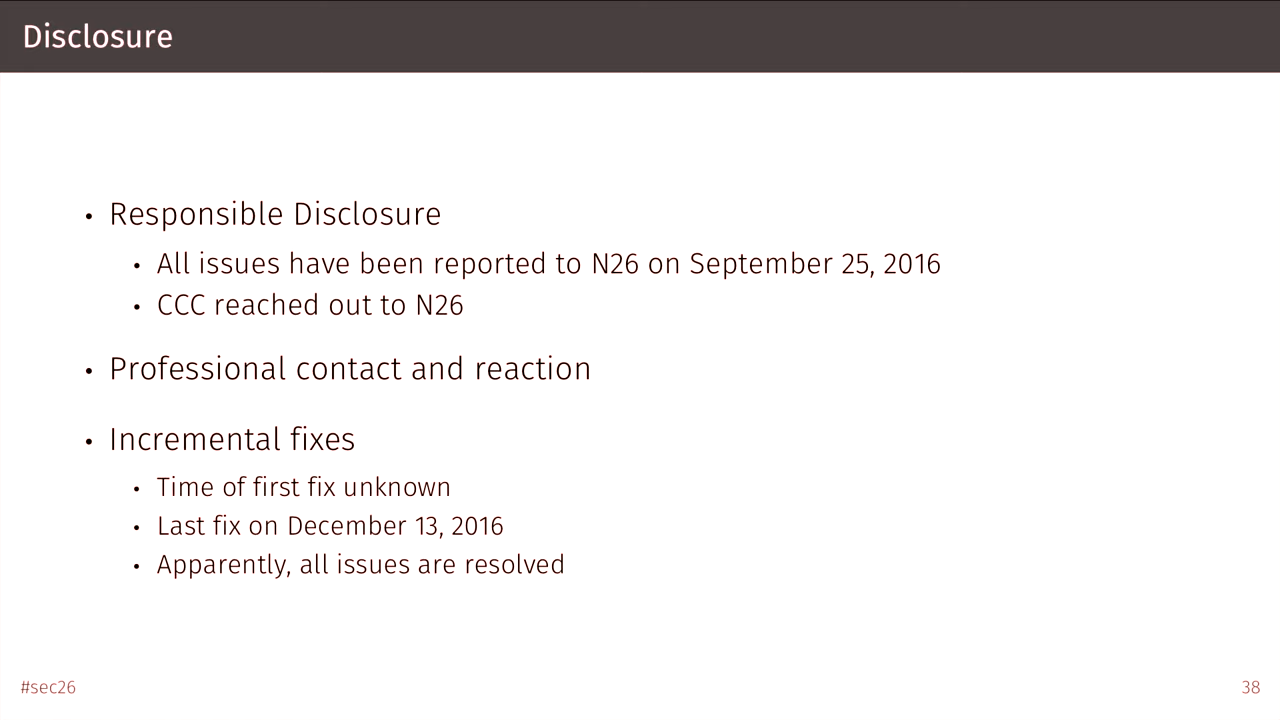 Disclosure
• Responsible Disclosure
• All issues have been reported to N26 on September 25, 2016
• CCC reached out to N26
• Professional contact and reaction
• Incremental fixes
• Time of first fix unknown
• Last fix on December 13, 2016
• Apparently, all issues are resolved
#sec26
38